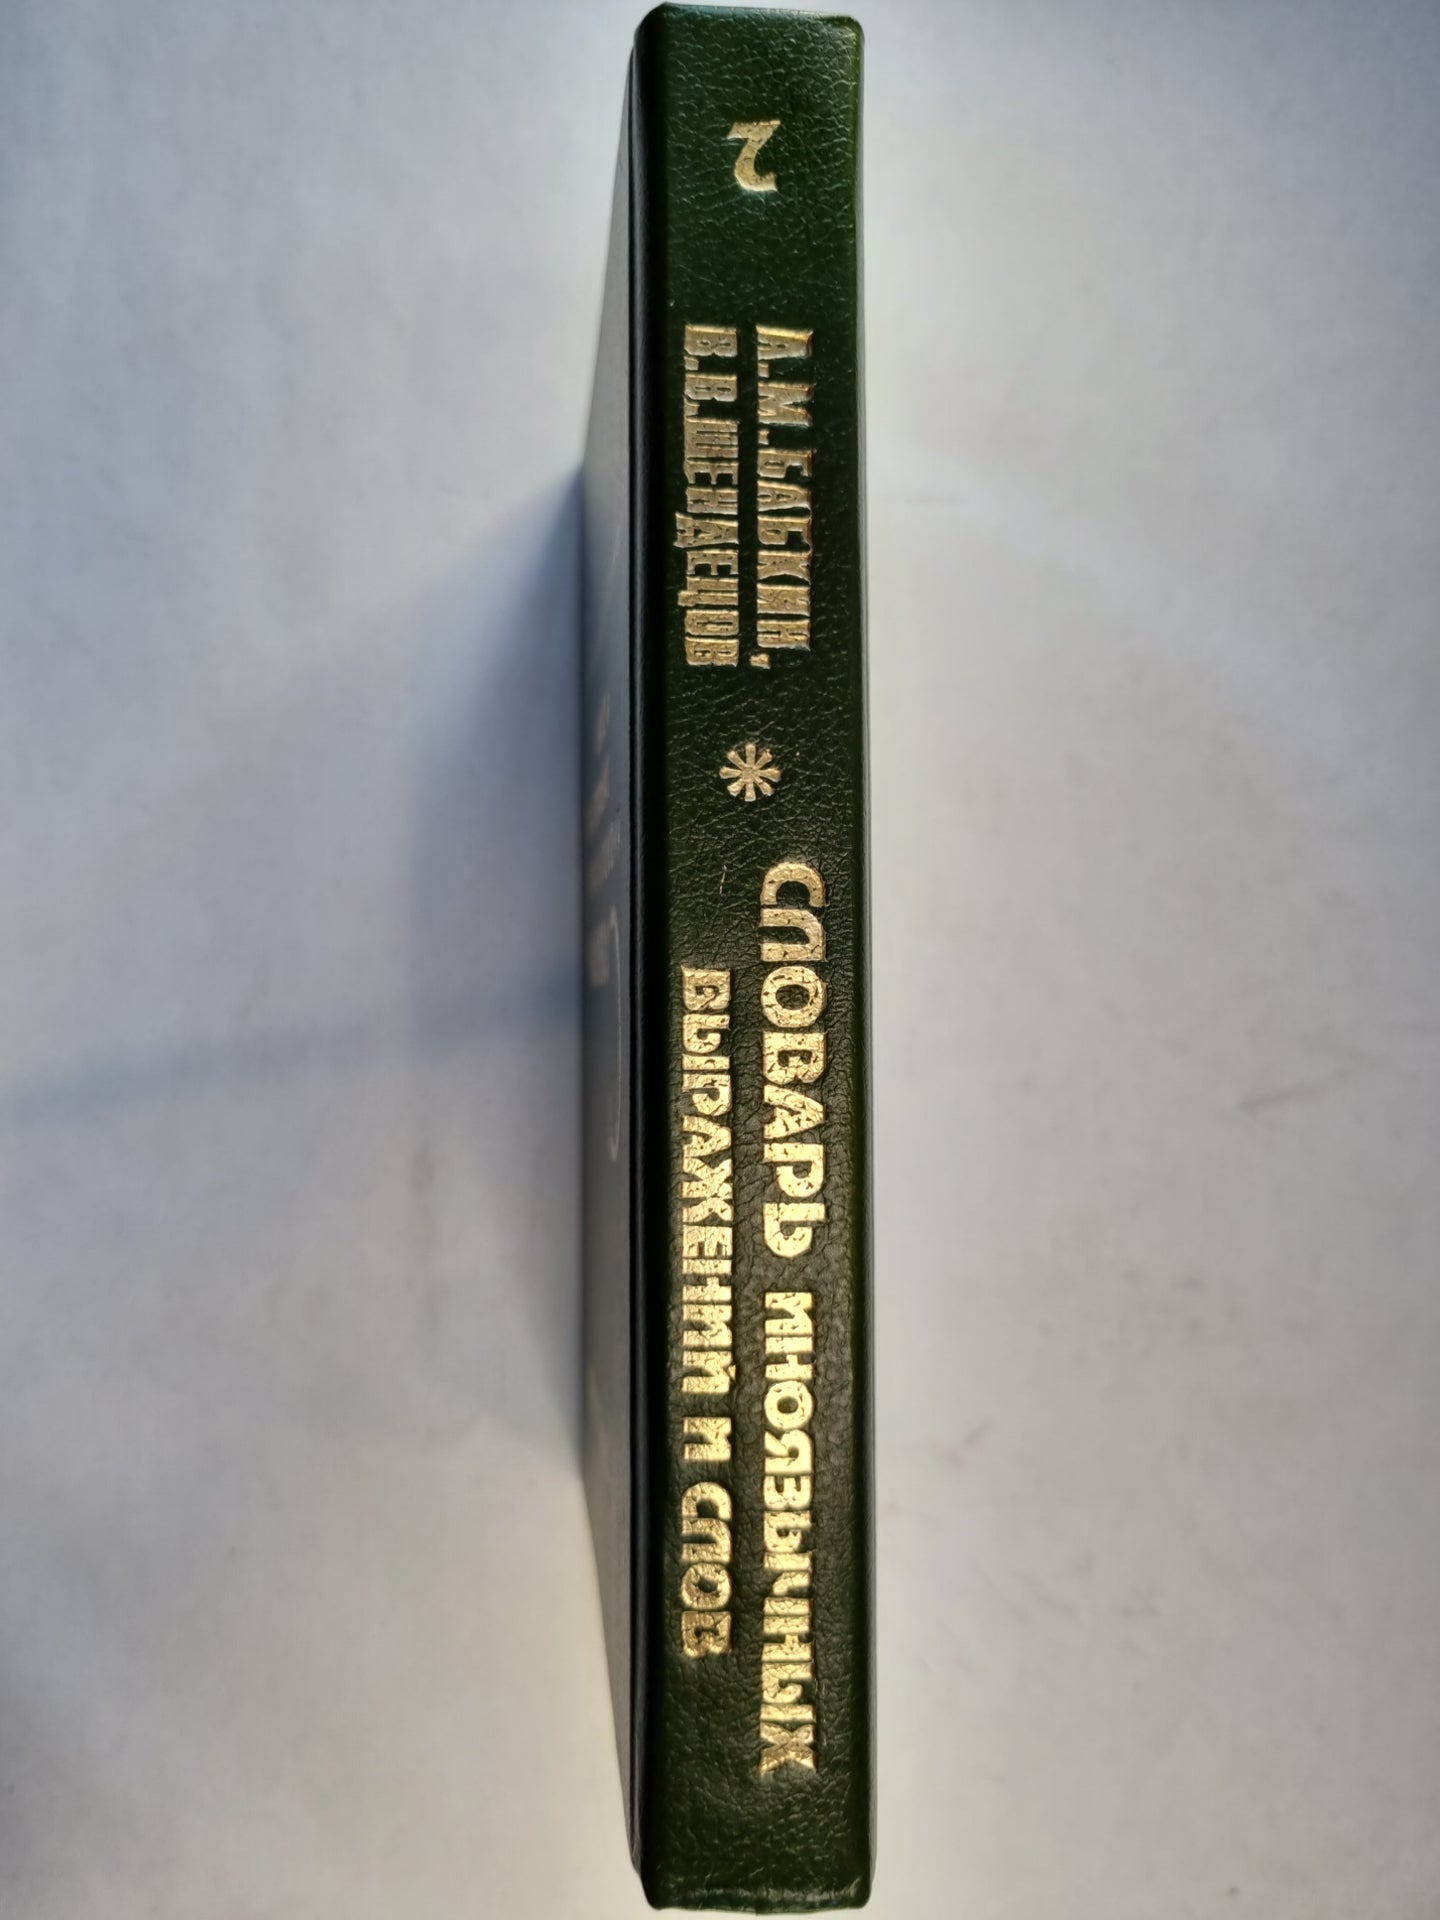 2
А.М.БАБКИН,
В.В.ШЕНДЕЦОВ
СЛОВАРЬ ИНОЯЗЫЧНЫХ
ВЫРАЖЕНИЙ И СЛОВ